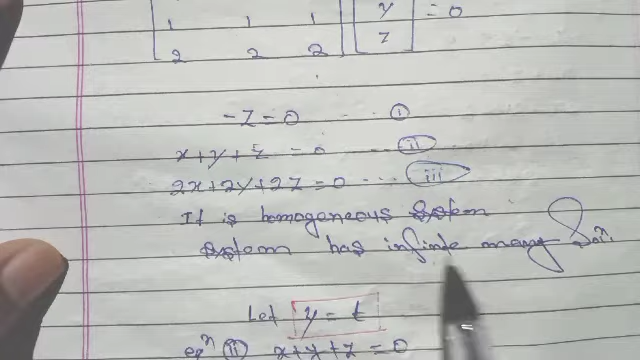 1 1 1 y = 0
2 2 2 z
-z = 0 ... (i)
x+y+z = 0 ... (ii)
2x+2y+2z = 0 ... (iii)
It is homogeneous system
system has infinite many Solⁿ.
Let y = t
eqⁿ (ii) x+y+z = 0